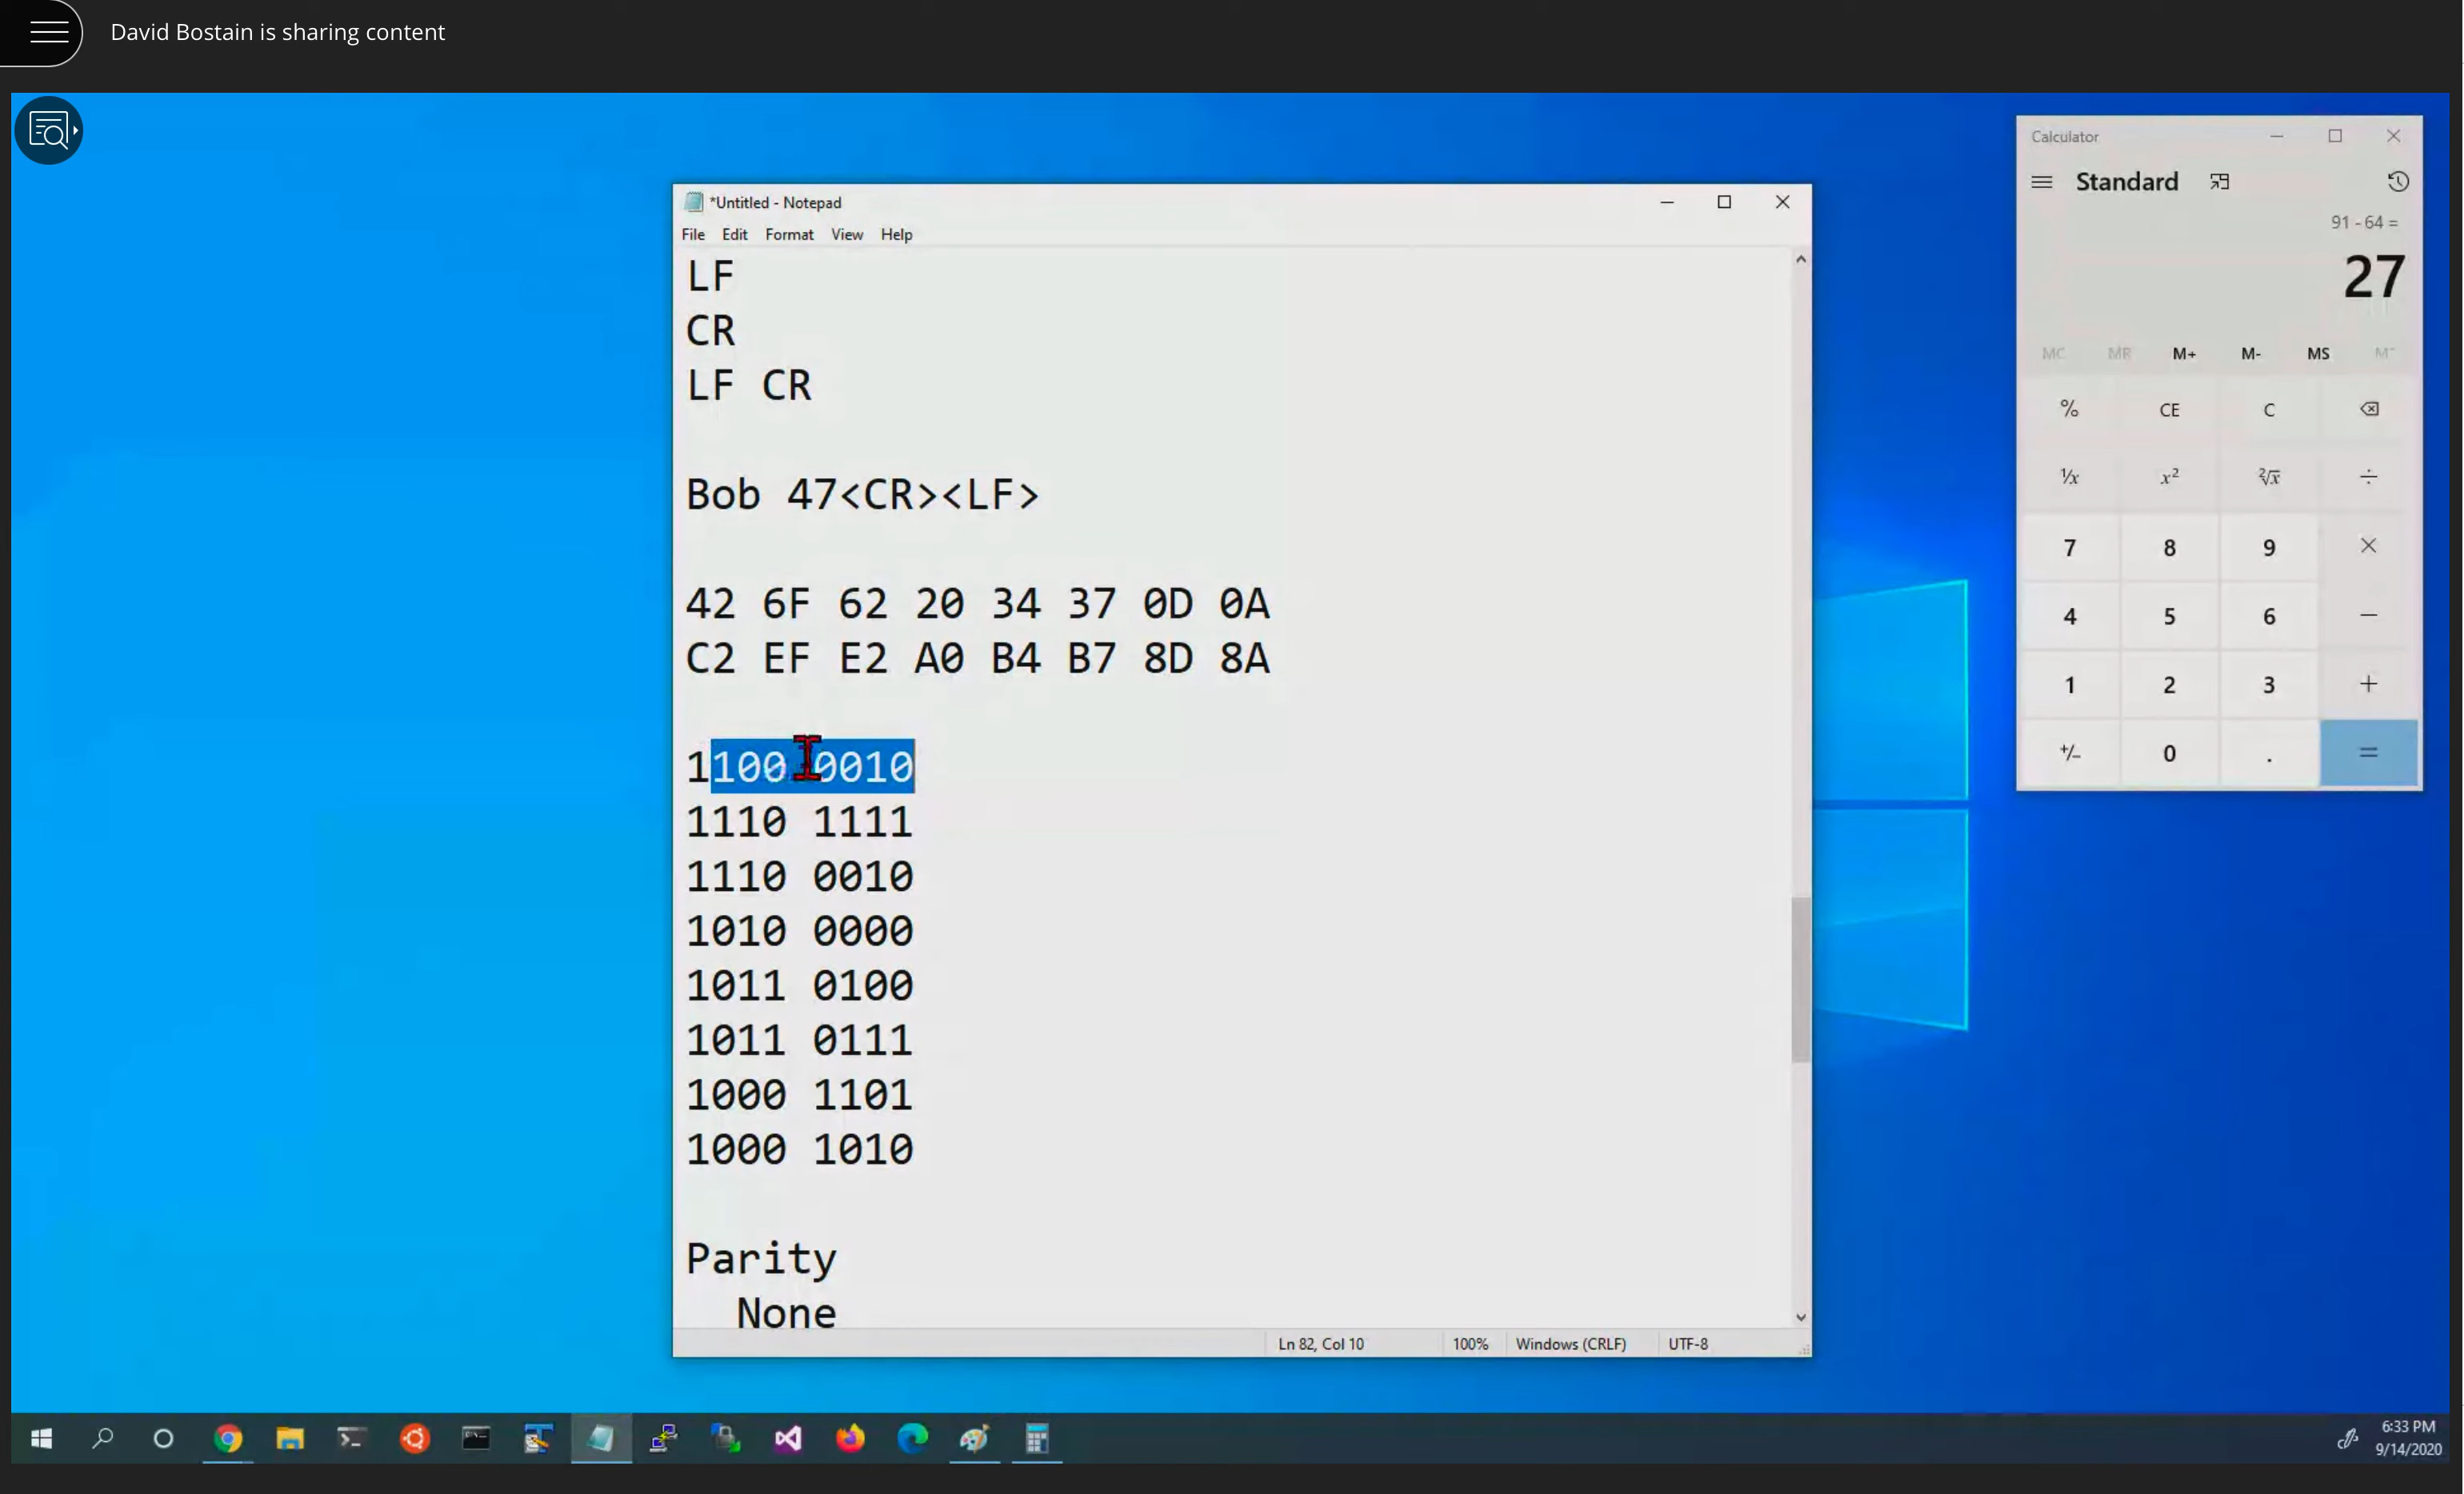 David Bostain is sharing content
*Untitled - Notepad
File Edit Format View Help
LF
CR
LF CR
Bob 47<CR><LF>
42 6F 62 20 34 37 0D 0A
C2 EF E2 A0 B4 B7 8D 8A
1100 0010
1110 1111
1110 0010
1010 0000
1011 0100
1011 0111
1000 1101
1000 1010
Parity
None
Ln 82, Col 10 100% Windows (CRLF) UTF-8
Calculator
Standard
91 - 64 =
27
MC MR M+ M- MS
% CE C
1/x x² ²√x ÷
7 8 9 ×
4 5 6 −
1 2 3 +
+/− 0 . =
6:33 PM
9/14/2020